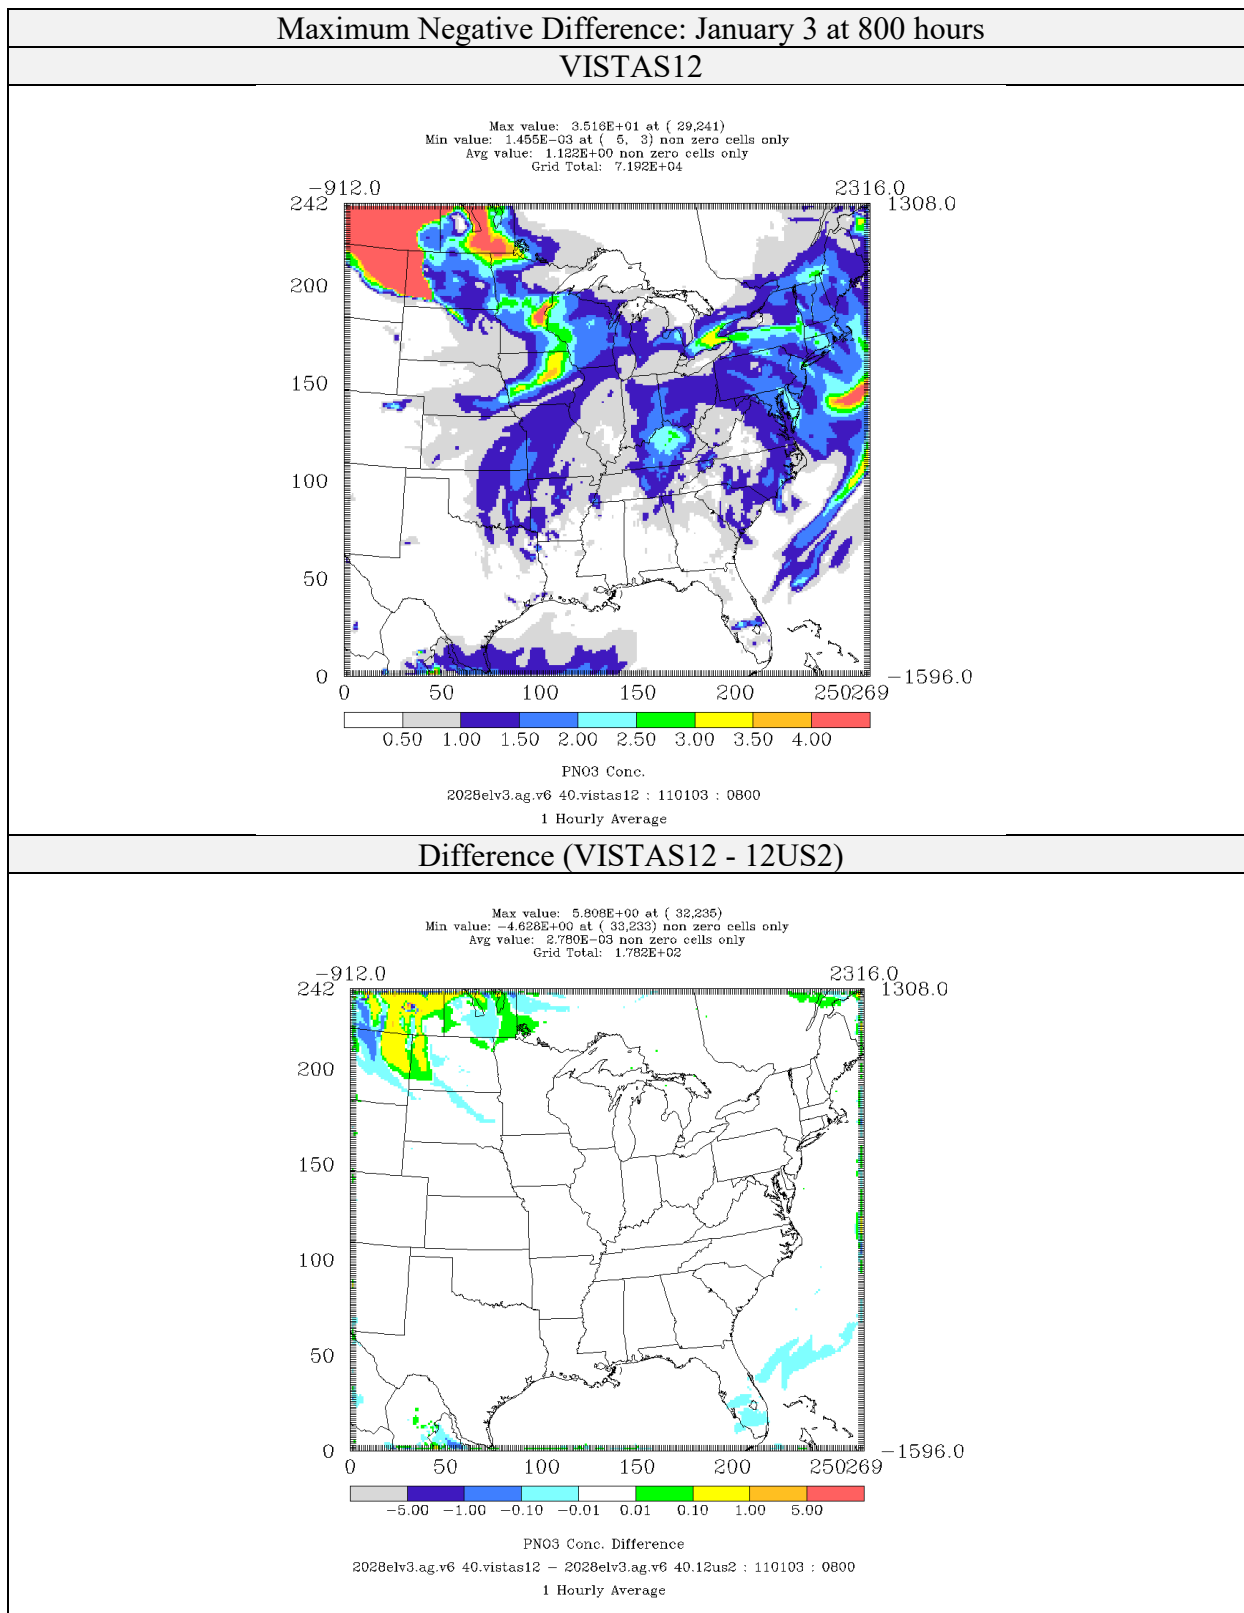 Maximum Negative Difference: January 3 at 800 hours
VISTAS12
Max value: 3.516E+01 at ( 29,241)
Min value: 1.455E-03 at ( 5, 3) non zero cells only
Avg value: 1.122E+00 non zero cells only
Grid Total: 7.192E+04
-912.0 2316.0
242 1308.0
200
150
100
50
0 -1596.0
0 50 100 150 200 250269
0.50 1.00 1.50 2.00 2.50 3.00 3.50 4.00
PNO3 Conc.
2028elv3.ag.v6 40.vistas12 : 110103 : 0800
1 Hourly Average
Difference (VISTAS12 - 12US2)
Max value: 5.808E+00 at ( 32,235)
Min value: -4.628E+00 at ( 33,233) non zero cells only
Avg value: 2.780E-03 non zero cells only
Grid Total: 1.782E+02
-912.0 2316.0
242 1308.0
200
150
100
50
0 -1596.0
0 50 100 150 200 250269
-5.00 -1.00 -0.10 -0.01 0.01 0.10 1.00 5.00
PNO3 Conc. Difference
2028elv3.ag.v6 40.vistas12 - 2028elv3.ag.v6 40.12us2 : 110103 : 0800
1 Hourly Average